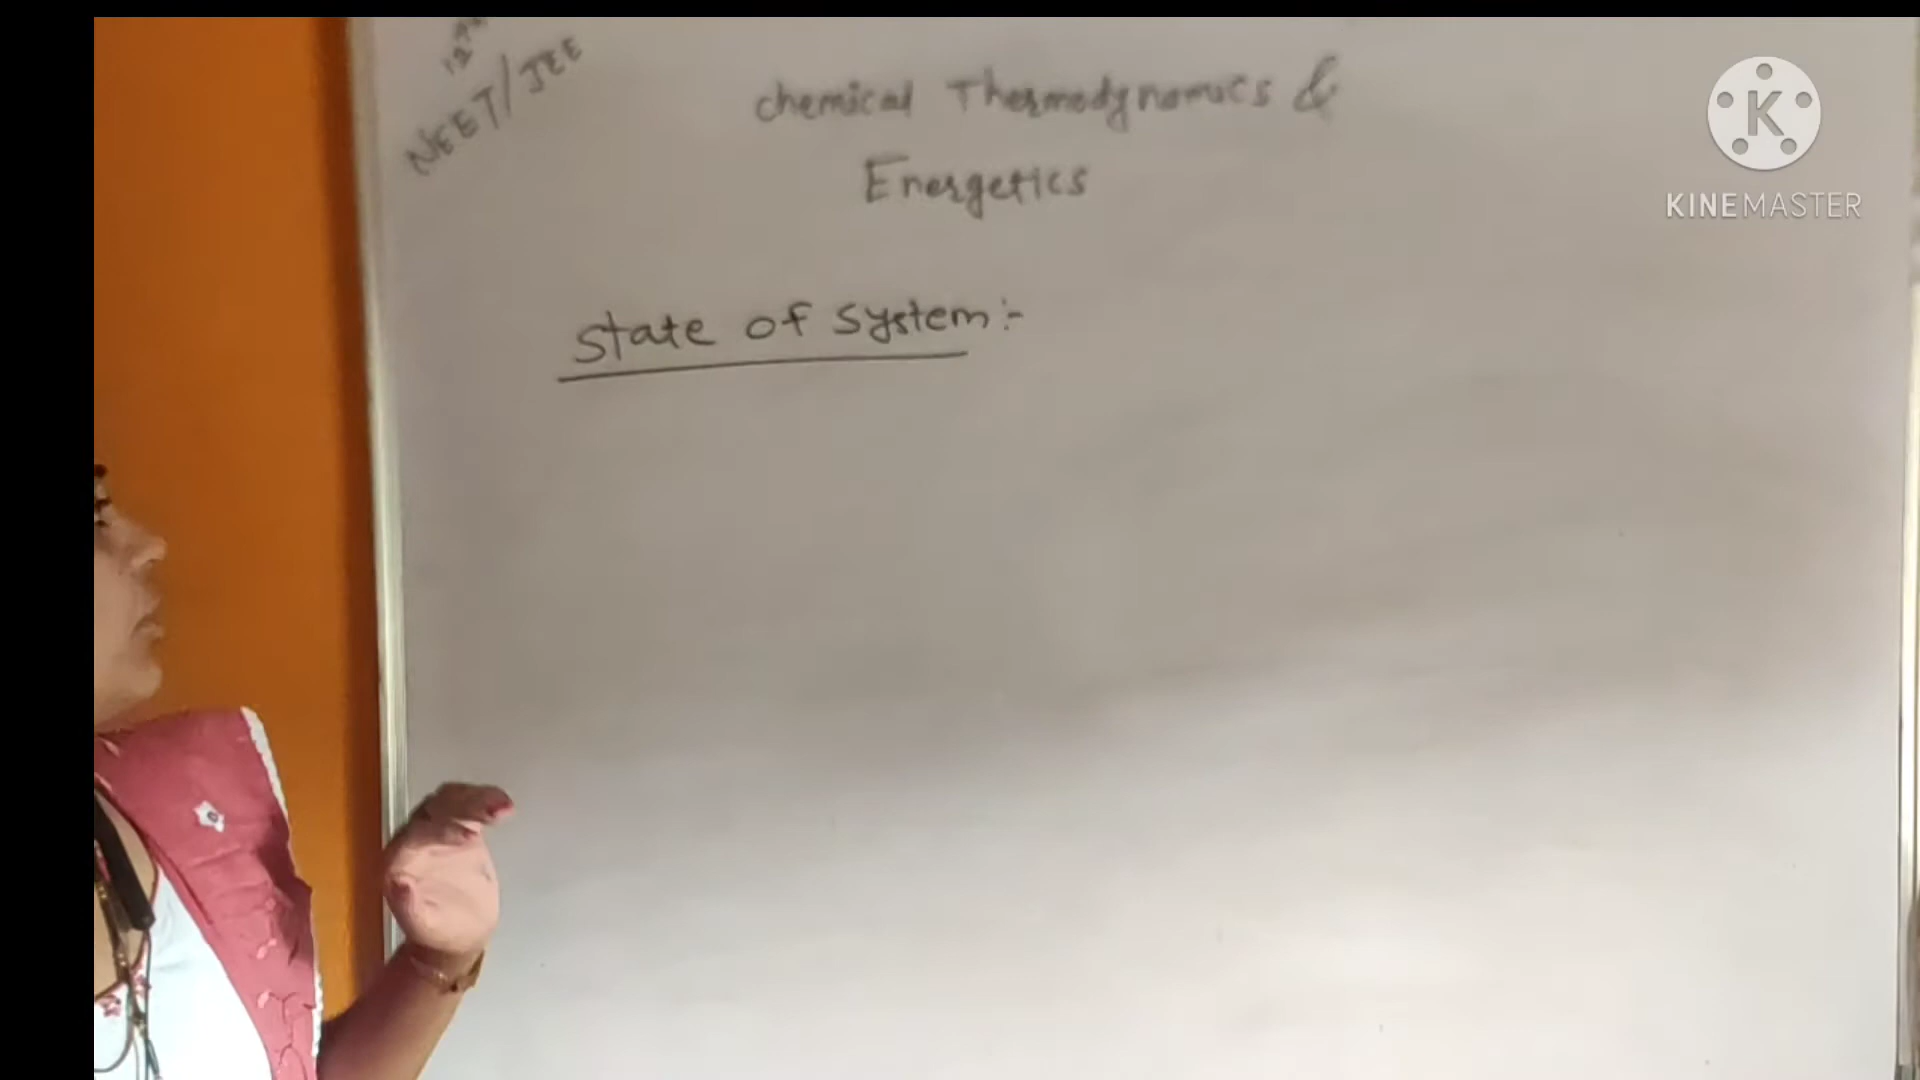 12th
NEET/JEE
chemical Thermodynamics &
Energetics
State of system :-
K
KINEMASTER